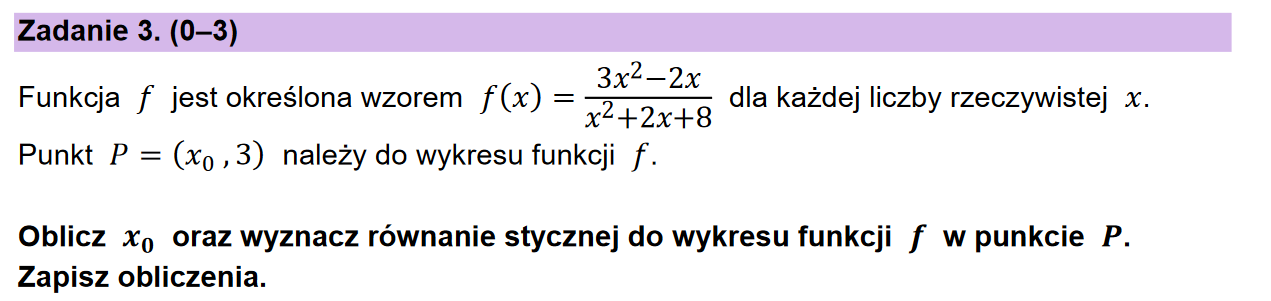 Zadanie 3. (0–3)
Funkcja f jest określona wzorem f(x) = \frac{3x^2−2x}{x^2+2x+8} dla każdej liczby rzeczywistej x.
Punkt P = (x_0 , 3) należy do wykresu funkcji f.
Oblicz x_0 oraz wyznacz równanie stycznej do wykresu funkcji f w punkcie P.
Zapisz obliczenia.